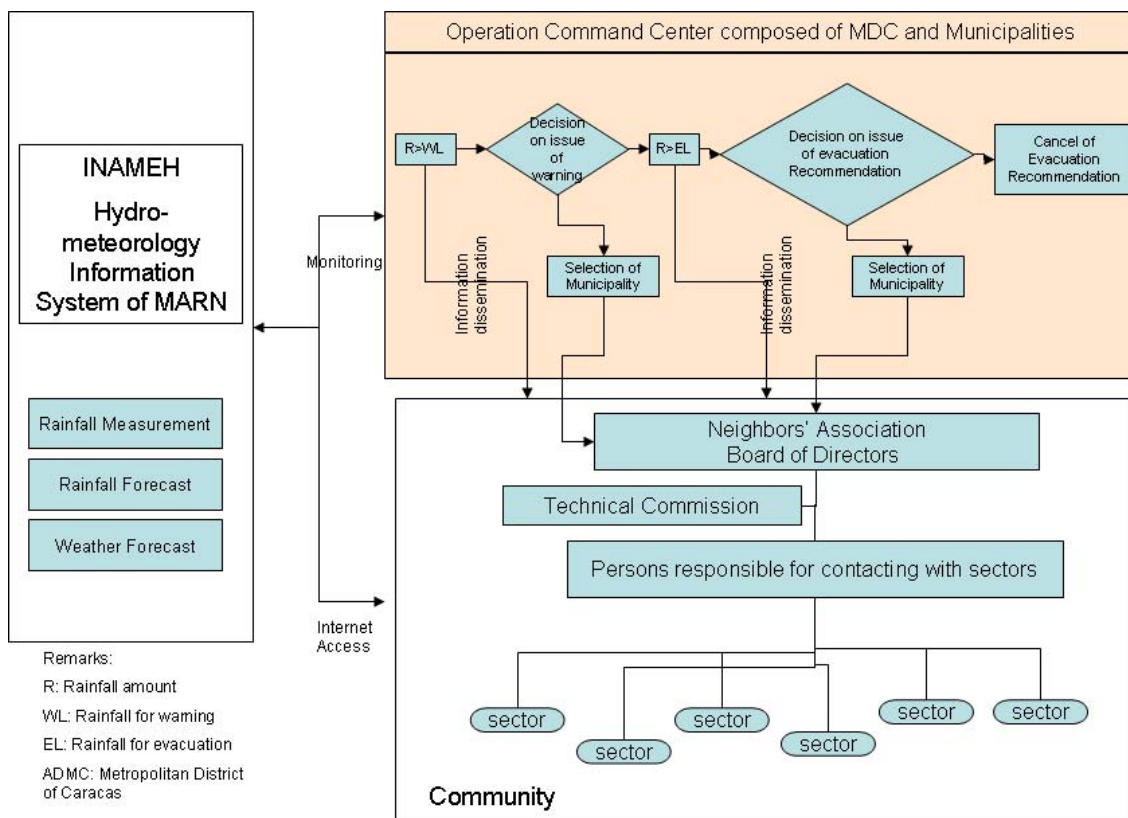 Operation Command Center composed of MDC and Municipalities
INAMEH
Hydro-
meteorology
Information
System of MARN
Rainfall Measurement
Rainfall Forecast
Weather Forecast
Monitoring
Internet
Access
R>WL
Decision
on issue
of
warning
R>EL
Decision on issue
of evacuation
Recommendation
Cancel of
Evacuation
Recommendation
Information
dissemination
Selection of
Municipality
Information
dissemination
Selection of
Municipality
Neighbors' Association
Board of Directors
Technical Commission
Persons responsible for contacting with sectors
sector
sector
sector
sector
sector
sector
Community
Remarks:
R: Rainfall amount
WL: Rainfall for warning
EL: Rainfall for evacuation
ADMC: Metropolitan District
of Caracas